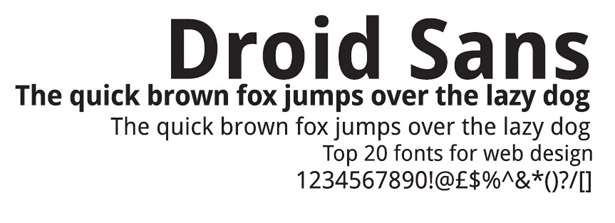 Droid Sans
The quick brown fox jumps over the lazy dog
The quick brown fox jumps over the lazy dog
Top 20 fonts for web design
1234567890!@£$%^&*()?/[]